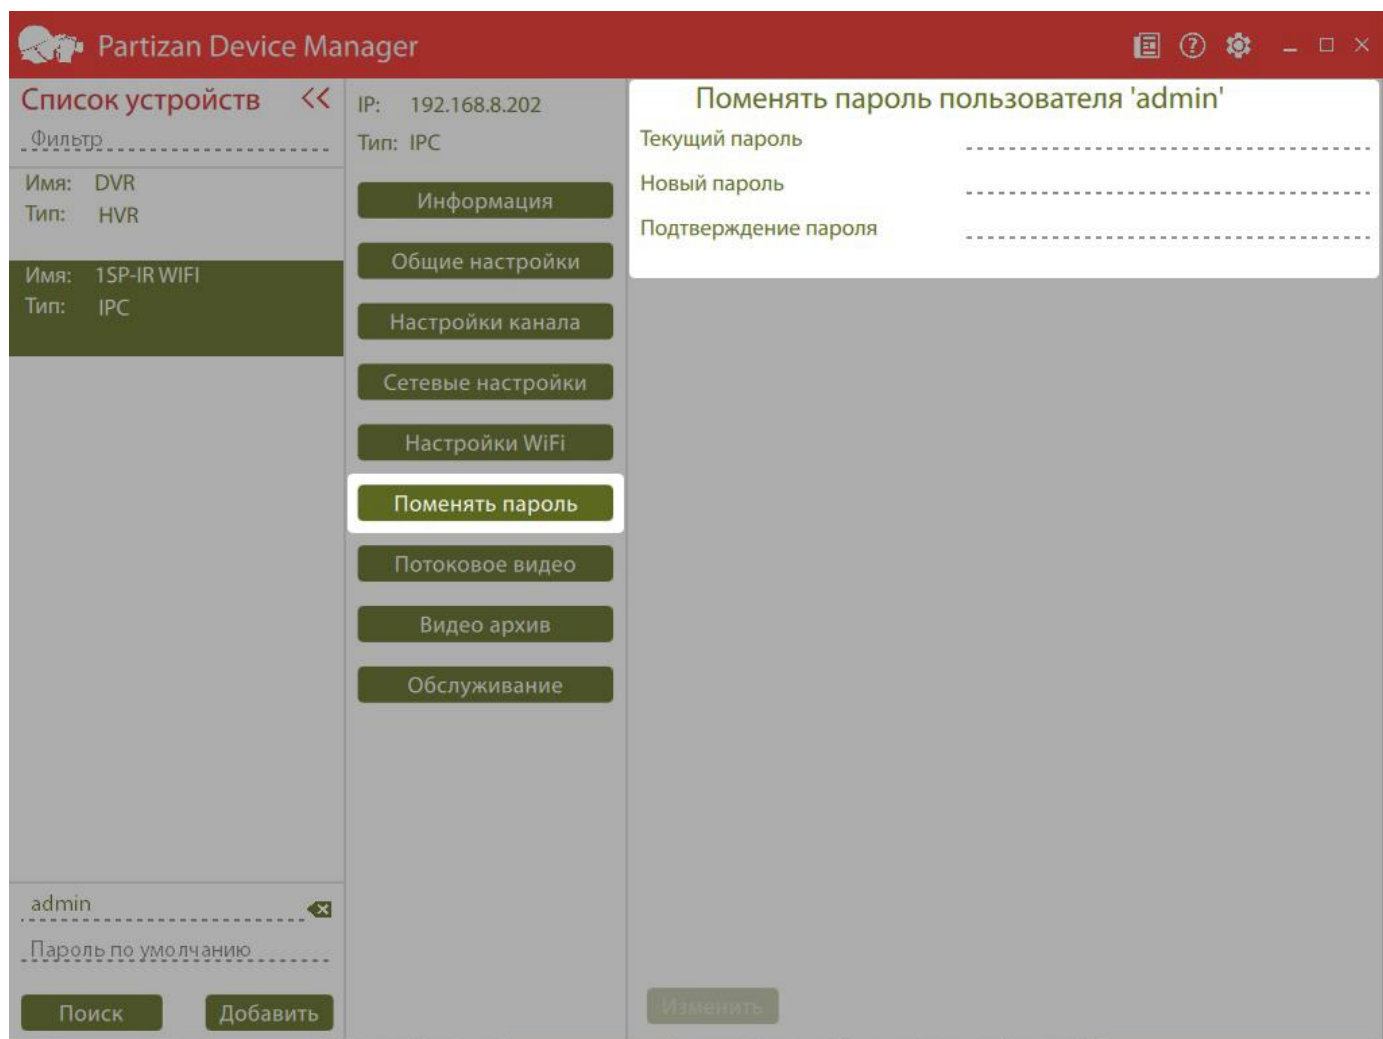 Partizan Device Manager
Список устройств <<
Фильтр
Имя: DVR
Тип: HVR
Имя: 1SP-IR WIFI
Тип: IPC
admin
Пароль по умолчанию
Поиск Добавить
IP: 192.168.8.202
Тип: IPC
Информация
Общие настройки
Настройки канала
Сетевые настройки
Настройки WiFi
Поменять пароль
Потоковое видео
Видео архив
Обслуживание
Поменять пароль пользователя 'admin'
Текущий пароль
Новый пароль
Подтверждение пароля
Изменить